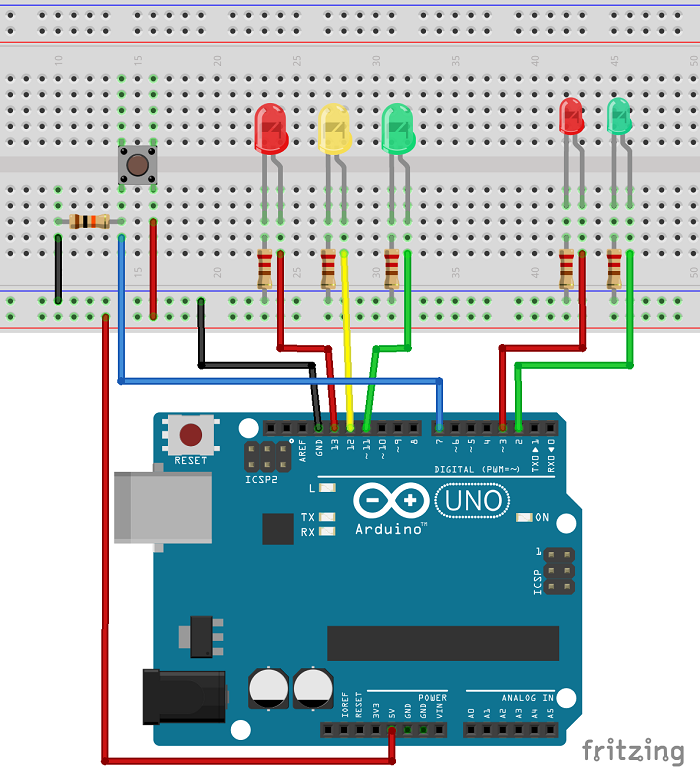 10 15 20 25 30 35 40 45 50
10 15 20 25 30 35 40 45 50
RESET
ICSP2
AREF
GND
13
12
~11
~10
~9
8
7
~6
~5
4
~3
2
TX0▶1
RX0◀0
DIGITAL (PWM=~)
L
TX
RX
UNO
Arduino™
ON
1
ICSP
POWER
ANALOG IN
IOREF
RESET
3V3
5V
GND
GND
VIN
A0
A1
A2
A3
A4
A5
fritzing